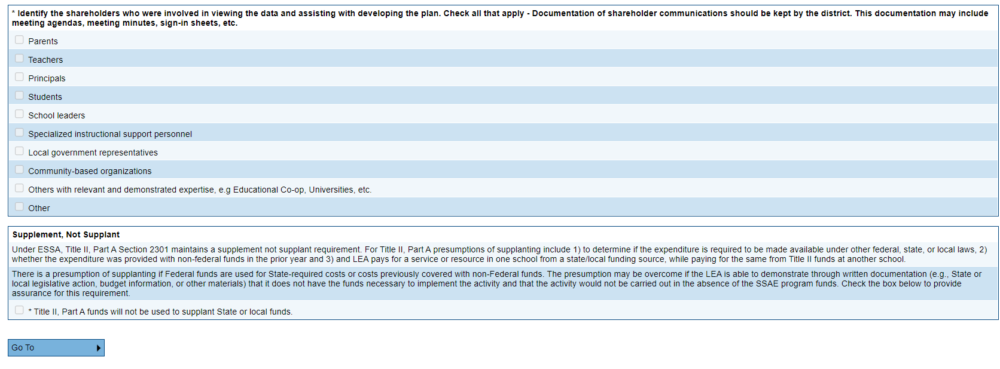 * Identify the shareholders who were involved in viewing the data and assisting with developing the plan. Check all that apply - Documentation of shareholder communications should be kept by the district. This documentation may include
meeting agendas, meeting minutes, sign-in sheets, etc.
Parents
Teachers
Principals
Students
School leaders
Specialized instructional support personnel
Local government representatives
Community-based organizations
Others with relevant and demonstrated expertise, e.g Educational Co-op, Universities, etc.
Other
Supplement, Not Supplant
Under ESSA, Title II, Part A Section 2301 maintains a supplement not supplant requirement. For Title II, Part A presumptions of supplanting include 1) to determine if the expenditure is required to be made available under other federal, state, or local laws, 2)
whether the expenditure was provided with non-federal funds in the prior year and 3) and LEA pays for a service or resource in one school from a state/local funding source, while paying for the same from Title II funds at another school.
There is a presumption of supplanting if Federal funds are used for State-required costs or costs previously covered with non-Federal funds. The presumption may be overcome if the LEA is able to demonstrate through written documentation (e.g., State or
local legislative action, budget information, or other materials) that it does not have the funds necessary to implement the activity and that the activity would not be carried out in the absence of the SSAE program funds. Check the box below to provide
assurance for this requirement.
* Title II, Part A funds will not be used to supplant State or local funds.
Go To